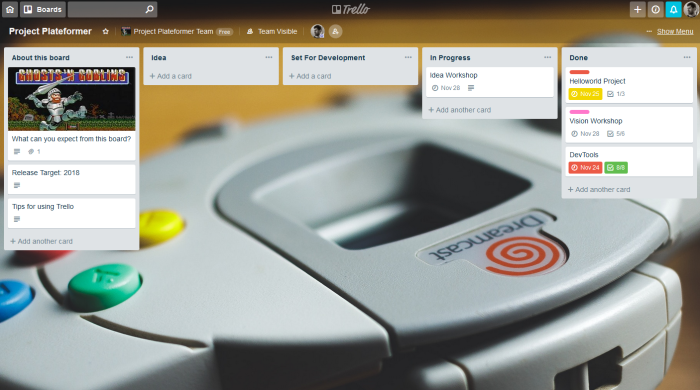 Boards
Trello
Project Plateformer
Project Plateformer Team Free
Team Visible
... Show Menu
About this board ...
GHOSTS'N GOBLINS
What can you expect from this board?
1
Release Target: 2018
Tips for using Trello
+ Add another card
Idea ...
+ Add a card
Set For Development ...
+ Add a card
In Progress ...
Idea Workshop
Nov 28
+ Add another card
Done ...
Helloworld Project
Nov 26 1/3
Vision Workshop
Nov 28 5/6
DevTools
Nov 24 8/8
+ Add another card
Dreamcast